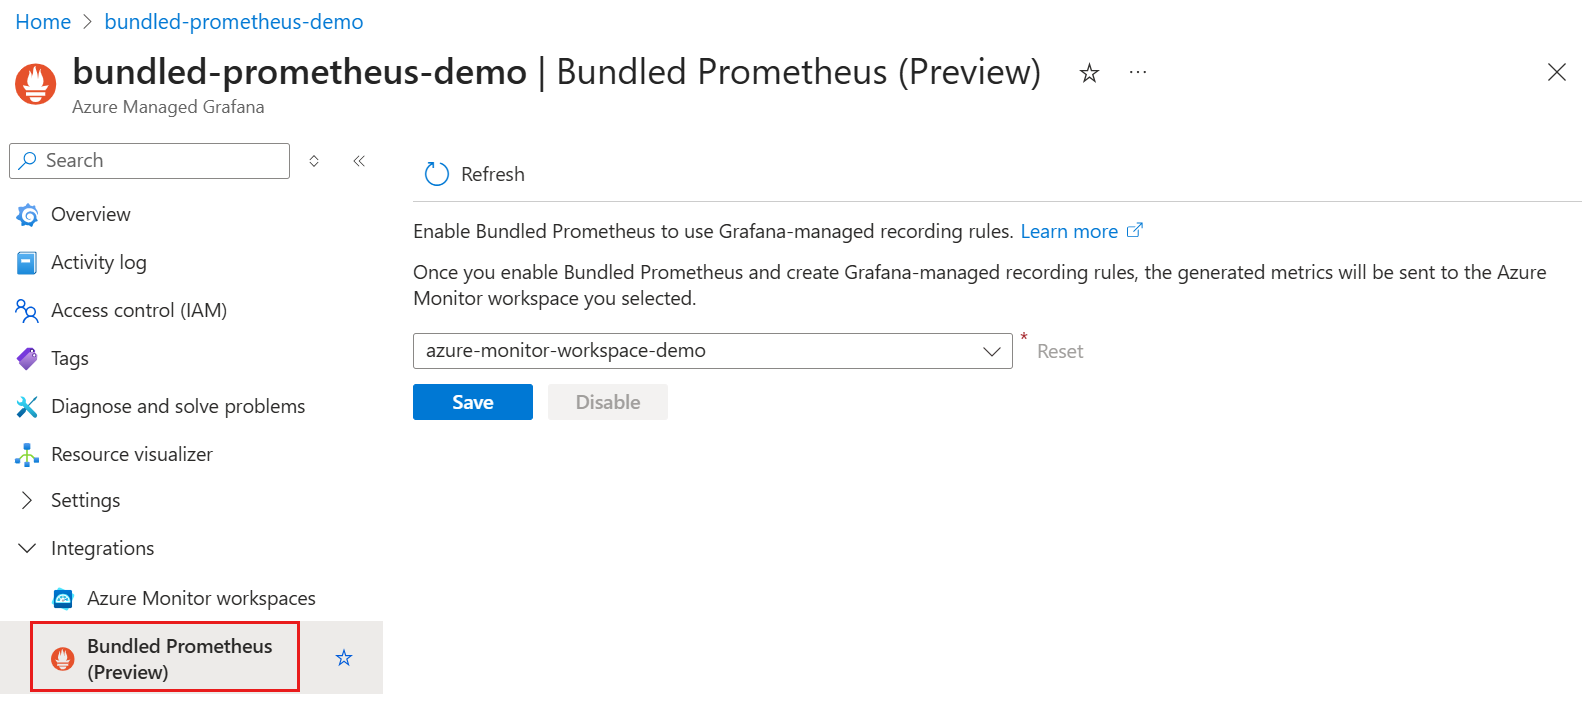 Home > bundled-prometheus-demo
bundled-prometheus-demo | Bundled Prometheus (Preview)
Azure Managed Grafana
Search
Refresh
Overview
Activity log
Access control (IAM)
Tags
Diagnose and solve problems
Resource visualizer
Settings
Integrations
Azure Monitor workspaces
Bundled Prometheus
(Preview)
Enable Bundled Prometheus to use Grafana-managed recording rules. Learn more
Once you enable Bundled Prometheus and create Grafana-managed recording rules, the generated metrics will be sent to the Azure
Monitor workspace you selected.
azure-monitor-workspace-demo * Reset
Save Disable